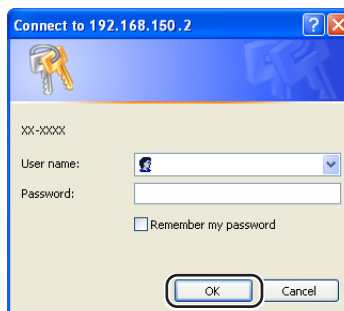 Connect to 192.168.150.2
XX-XXXX
User name:
Password:
Remember my password
OK
Cancel